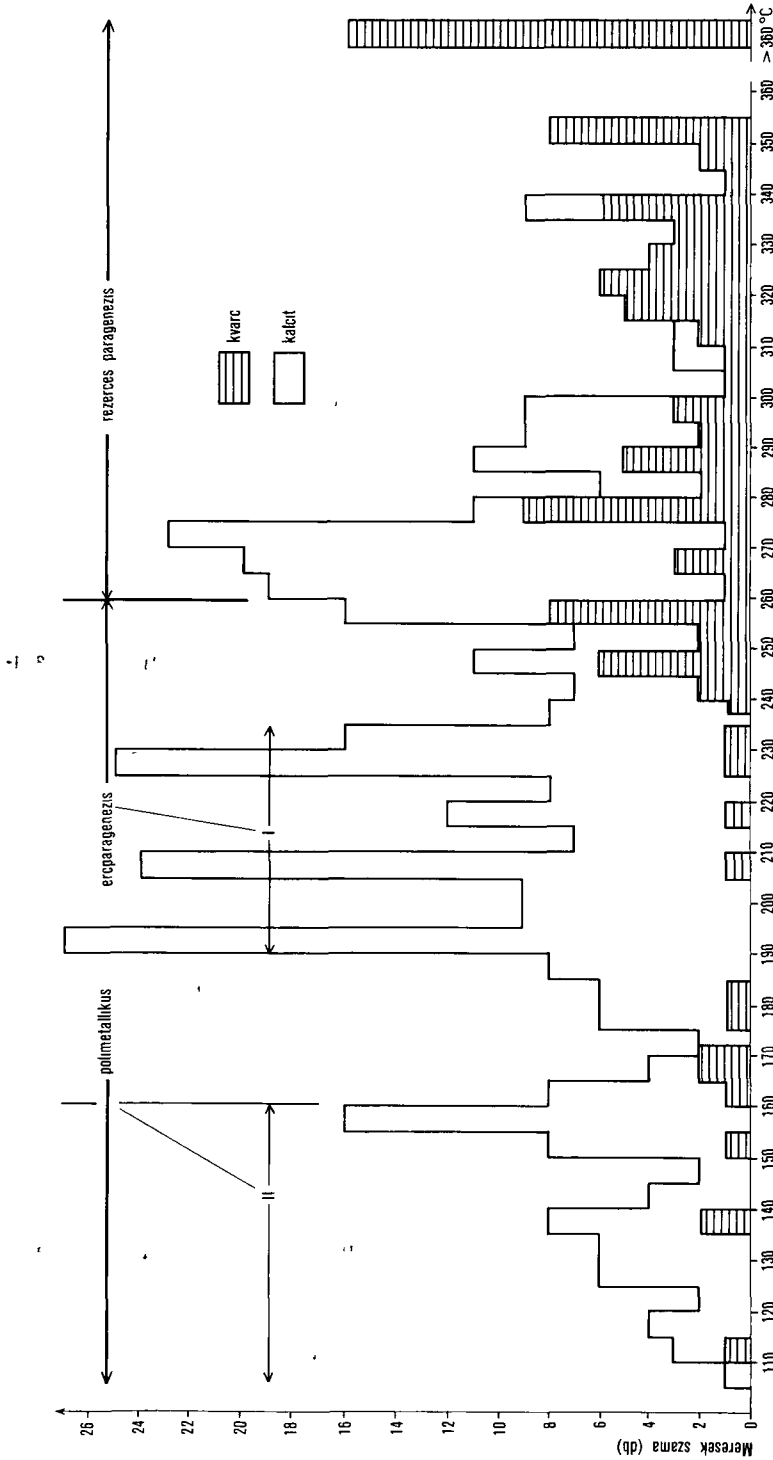 polimetallikus
ercparagenezis
rezerces paragenezis
II
I
kvarc
kalcit
Meresek szama (db)
26
24
22
20
18
16
14
12
10
8
6
4
2
0
110 120 130 140 150 160 170 180 190 200 210 220 230 240 250 260 270 280 290 300 310 320 330 340 350 360 > 360 °C